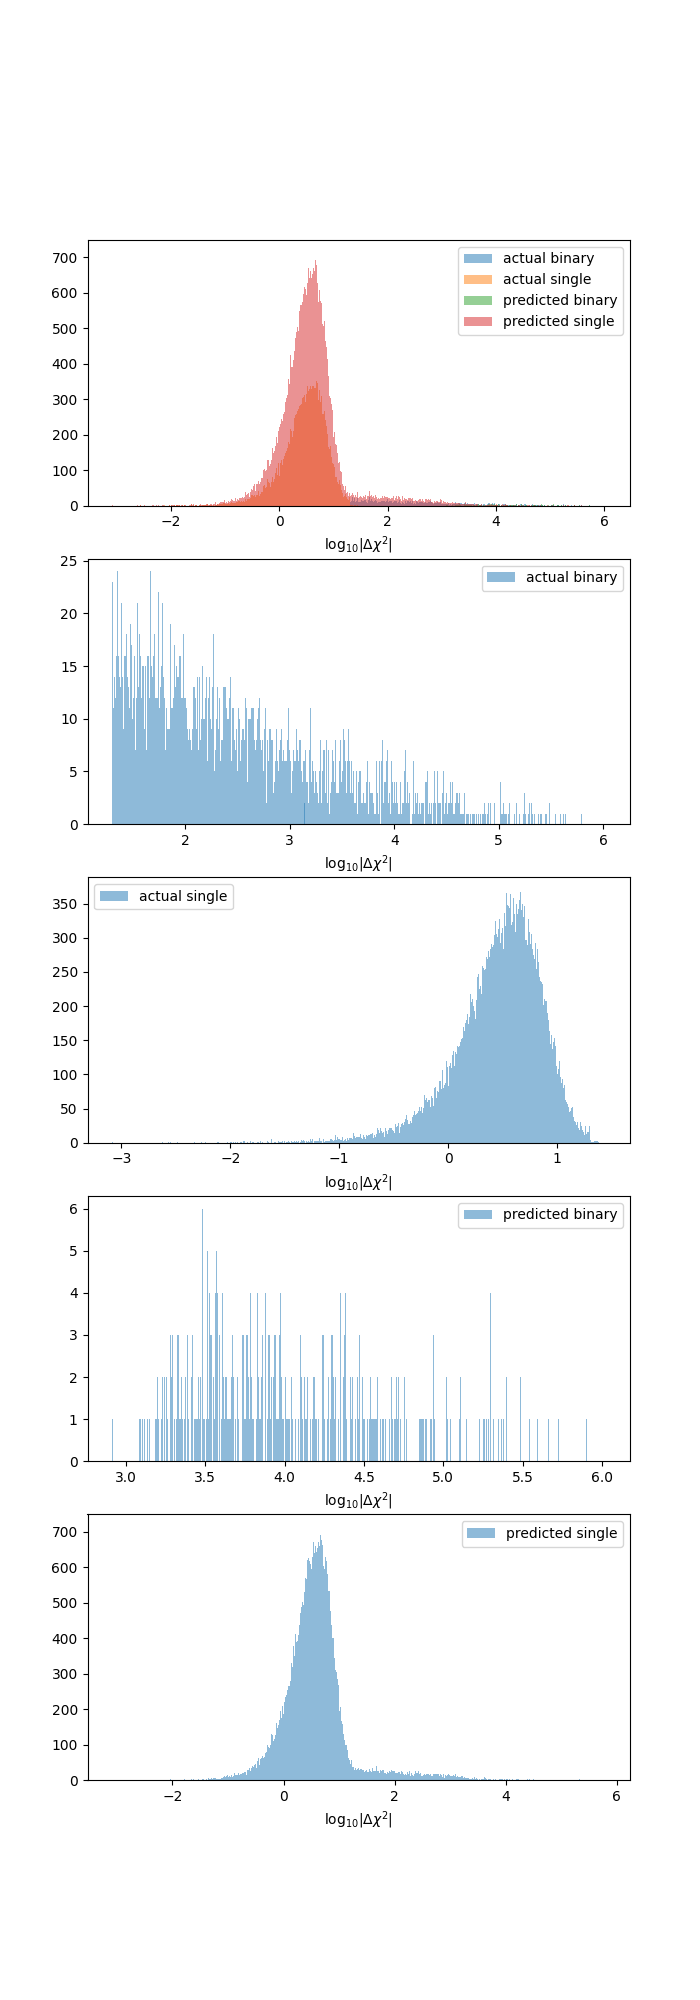 700
600
500
400
300
200
100
0
−2 0 2 4 6
log₁₀|Δχ²|
actual binary
actual single
predicted binary
predicted single
25
20
15
10
5
0
2 3 4 5 6
log₁₀|Δχ²|
actual binary
350
300
250
200
150
100
50
0
−3 −2 −1 0 1
log₁₀|Δχ²|
actual single
6
5
4
3
2
1
0
3.0 3.5 4.0 4.5 5.0 5.5 6.0
log₁₀|Δχ²|
predicted binary
700
600
500
400
300
200
100
0
−2 0 2 4 6
log₁₀|Δχ²|
predicted single